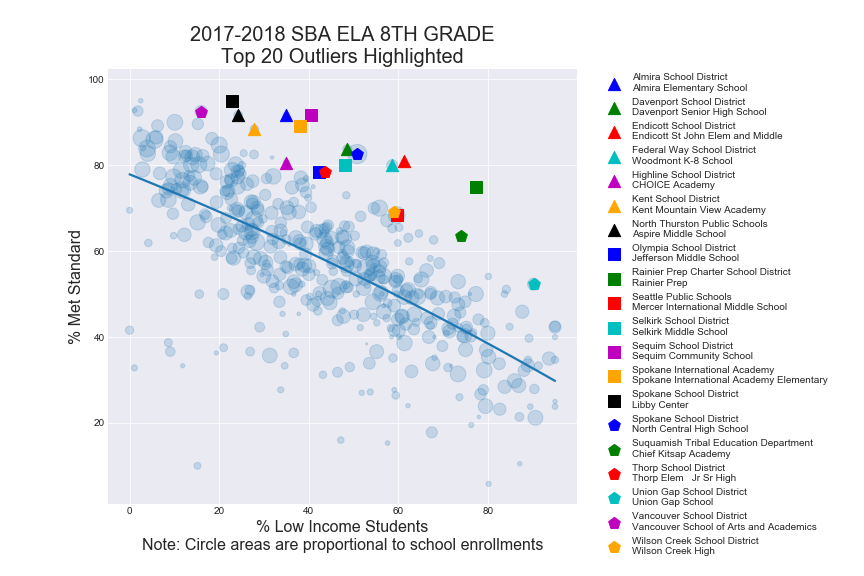 2017-2018 SBA ELA 8TH GRADE
Top 20 Outliers Highlighted
100
80
60
40
20
% Met Standard
0
20
40
60
80
% Low Income Students
Note: Circle areas are proportional to school enrollments
Almira School District
Almira Elementary School
Davenport School District
Davenport Senior High School
Endicott School District
Endicott St John Elem and Middle
Federal Way School District
Woodmont K-8 School
Highline School District
CHOICE Academy
Kent School District
Kent Mountain View Academy
North Thurston Public Schools
Aspire Middle School
Olympia School District
Jefferson Middle School
Rainier Prep Charter School District
Rainier Prep
Seattle Public Schools
Mercer International Middle School
Selkirk School District
Selkirk Middle School
Sequim School District
Sequim Community School
Spokane International Academy
Spokane International Academy Elementary
Spokane School District
Libby Center
Spokane School District
North Central High School
Suquamish Tribal Education Department
Chief Kitsap Academy
Thorp School District
Thorp Elem   Jr Sr High
Union Gap School District
Union Gap School
Vancouver School District
Vancouver School of Arts and Academics
Wilson Creek School District
Wilson Creek High